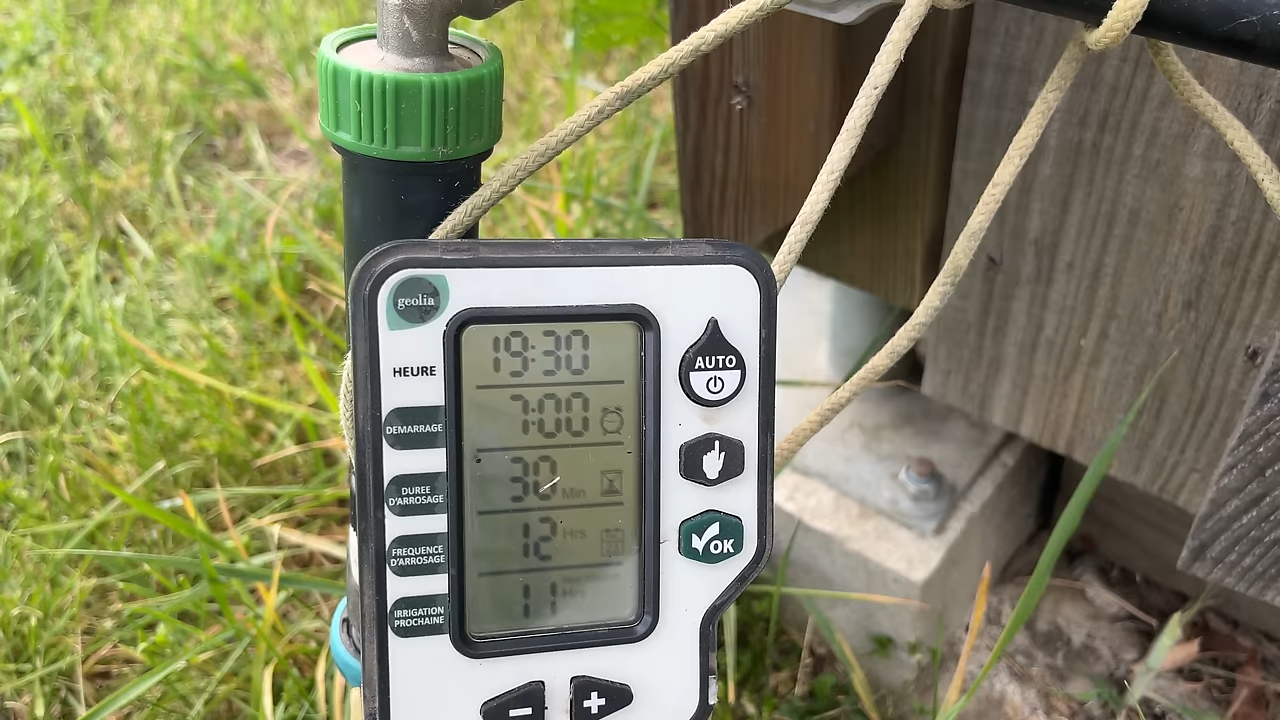 geolia
HEURE 19:30
AUTO
DEMARRAGE 7:00
DUREE
D'ARROSAGE 30 Min
FREQUENCE
D'ARROSAGE 12 Hrs
OK
IRRIGATION
PROCHAINE 11 Hrs
- +